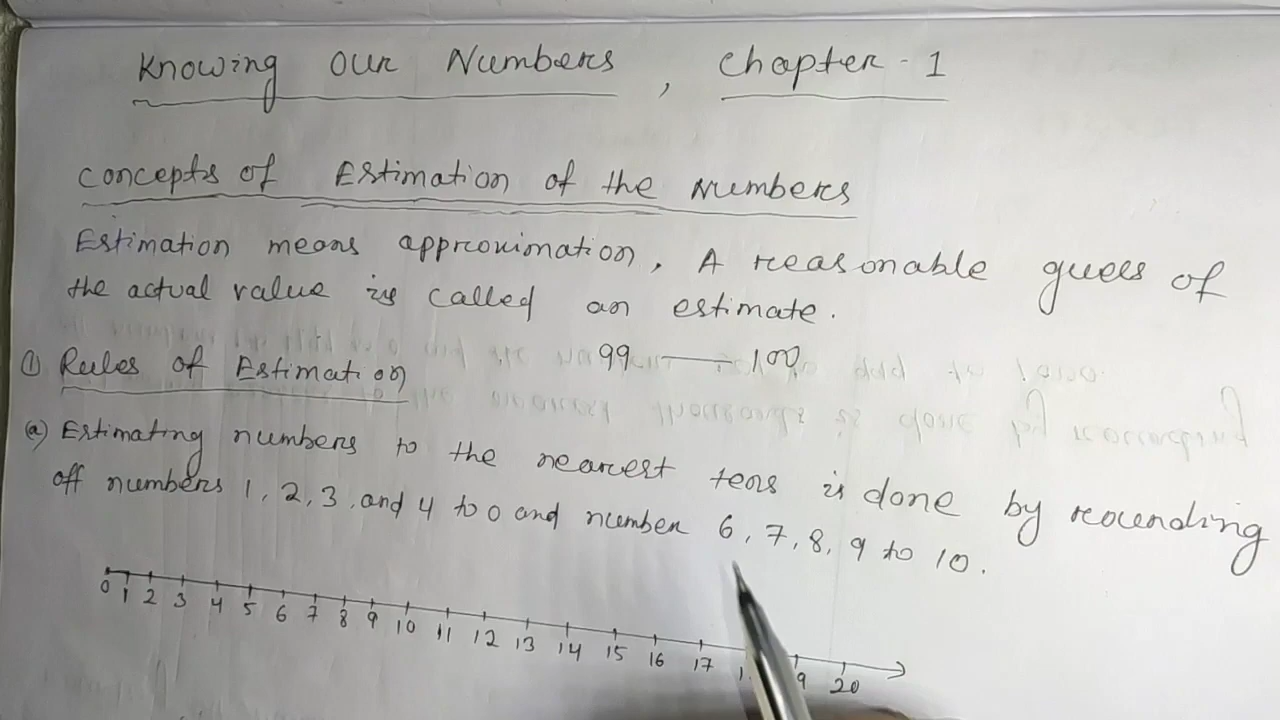 Knowing Our Numbers, Chapter - 1
Concepts of Estimation of the Numbers
Estimation means approximation, A reasonable guess of
the actual value is called an estimate.
99 — 100
① Rules of Estimation
ⓐ Estimating numbers to the nearest tens is done by rounding
off numbers 1, 2, 3, and 4 to 0 and number 6, 7, 8, 9 to 10.
0 1 2 3 4 5 6 7 8 9 10 11 12 13 14 15 16 17 1 9 20